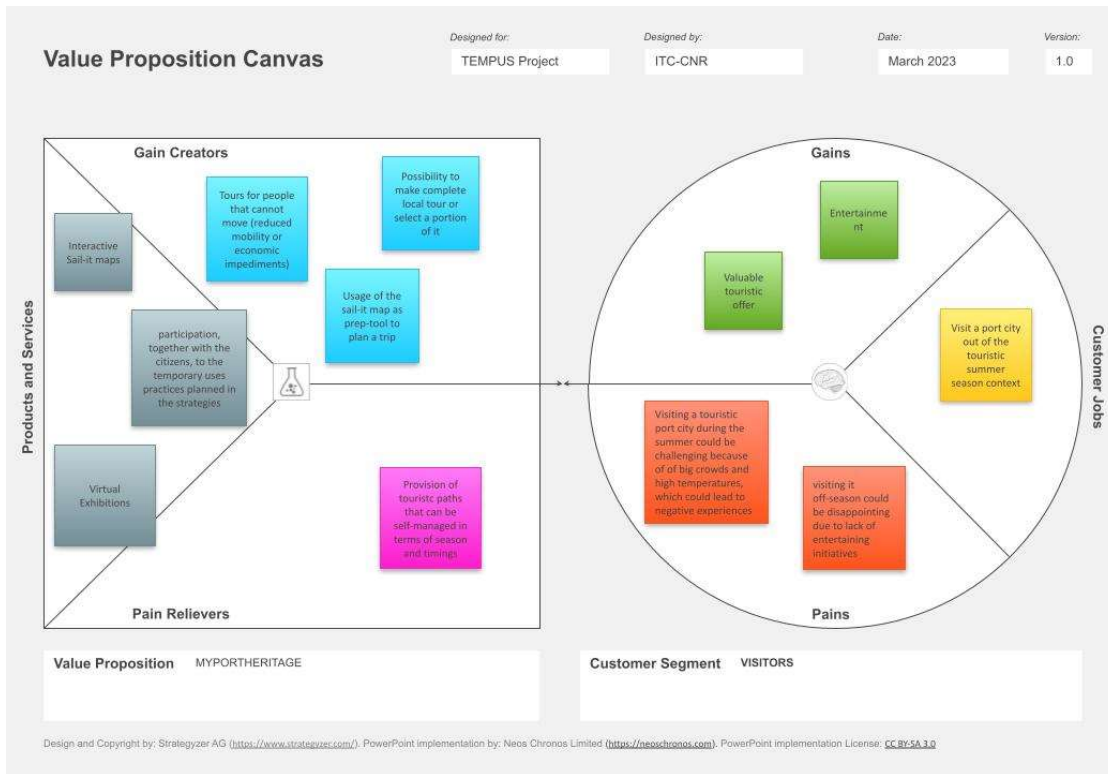 Value Proposition Canvas
Designed for:
TEMPUS Project
Designed by:
ITC-CNR
Date:
March 2023
Version:
1.0
Products and Services
Gain Creators
Interactive
Sail-it maps
participation,
together with the
citizens, to the
temporary uses
practices planned in
the strategies
Virtual
Exhibitions
Tours for people
that cannot
move (reduced
mobility or
economic
impediments)
Possibility to
make complete
local tour or
select a portion
of it
Usage of the
sail-it map as
prep-tool to
plan a trip
Provision of
touristc paths
that can be
self-managed in
terms of season
and timings
Pain Relievers
Gains
Entertainme
nt
Valuable
touristic
offer
Visit a port city
out of the
touristic
summer
season context
Customer Jobs
Visiting a touristic
port city during the
summer could be
challenging because
of of big crowds and
high temperatures,
which could lead to
negative experiences
visiting it
off-season could
be disappointing
due to lack of
entertaining
initiatives
Pains
Value Proposition MYPORTHERITAGE
Customer Segment VISITORS
Design and Copyright by: Strategyzer AG (https://www.strategyzer.com/). PowerPoint implementation by: Neos Chronos Limited (https://neoschronos.com). PowerPoint implementation License: CC BY-SA 3.0